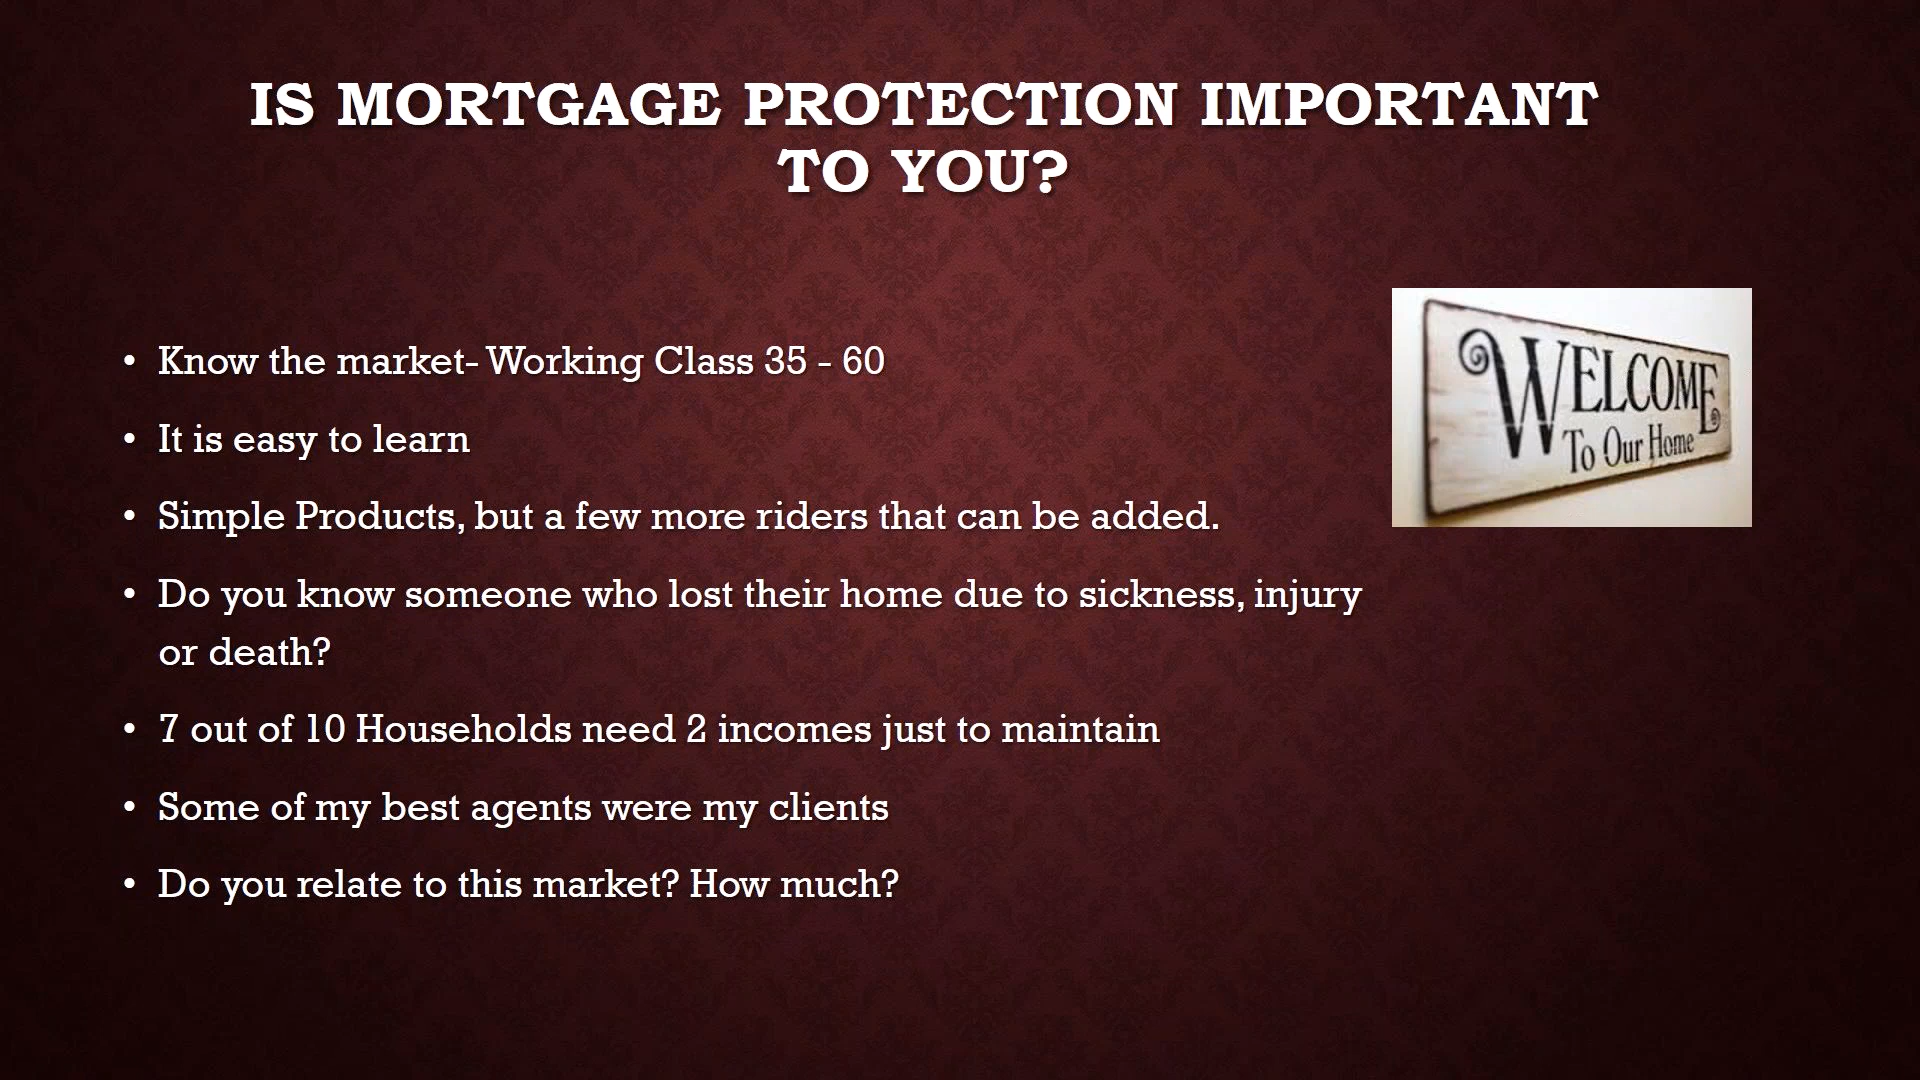 IS MORTGAGE PROTECTION IMPORTANT
TO YOU?
• Know the market- Working Class 35 - 60
• It is easy to learn
• Simple Products, but a few more riders that can be added.
• Do you know someone who lost their home due to sickness, injury
or death?
• 7 out of 10 Households need 2 incomes just to maintain
• Some of my best agents were my clients
• Do you relate to this market? How much?
WELCOME
To Our Home